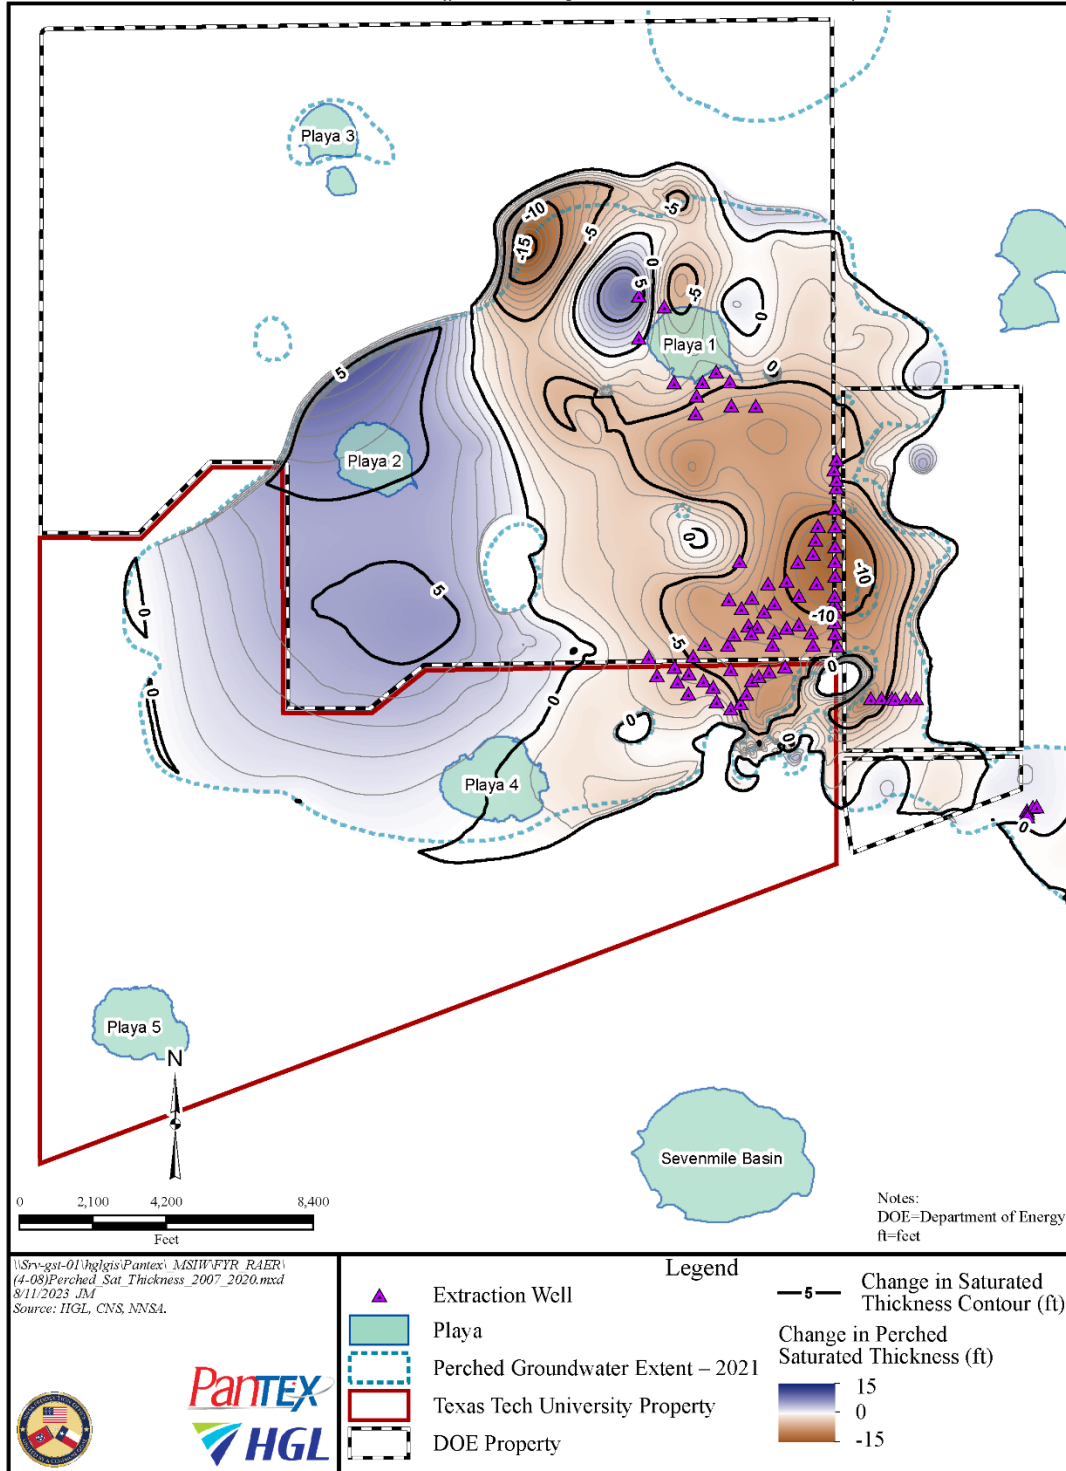 Playa 3
-10
-15
-5
-5
0
5
-5
0
Playa 1
0
5
Playa 2
0
-10
5
-10
0
-5
0
0
0
0
0
Playa 4
0
Playa 5
N
Sevenmile Basin
0 2,100 4,200 8,400
Feet
Notes:
DOE=Department of Energy
ft=feet
\\Srv-gst-01\hglgis\Pantex\_MSIW\FYR_RAER\
(4-08)Perched_Sat_Thickness_2007_2020.mxd
8/11/2023 JM
Source: HGL, CNS, NNSA.
PANTEX
HGL
Legend
Extraction Well
Playa
Perched Groundwater Extent – 2021
Texas Tech University Property
DOE Property
5
Change in Saturated
Thickness Contour (ft)
Change in Perched
Saturated Thickness (ft)
15
0
-15